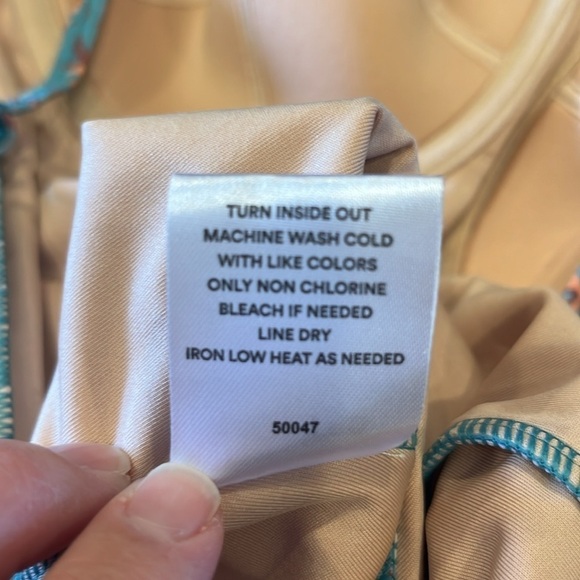 TURN INSIDE OUT
MACHINE WASH COLD
WITH LIKE COLORS
ONLY NON CHLORINE
BLEACH IF NEEDED
LINE DRY
IRON LOW HEAT AS NEEDED
50047